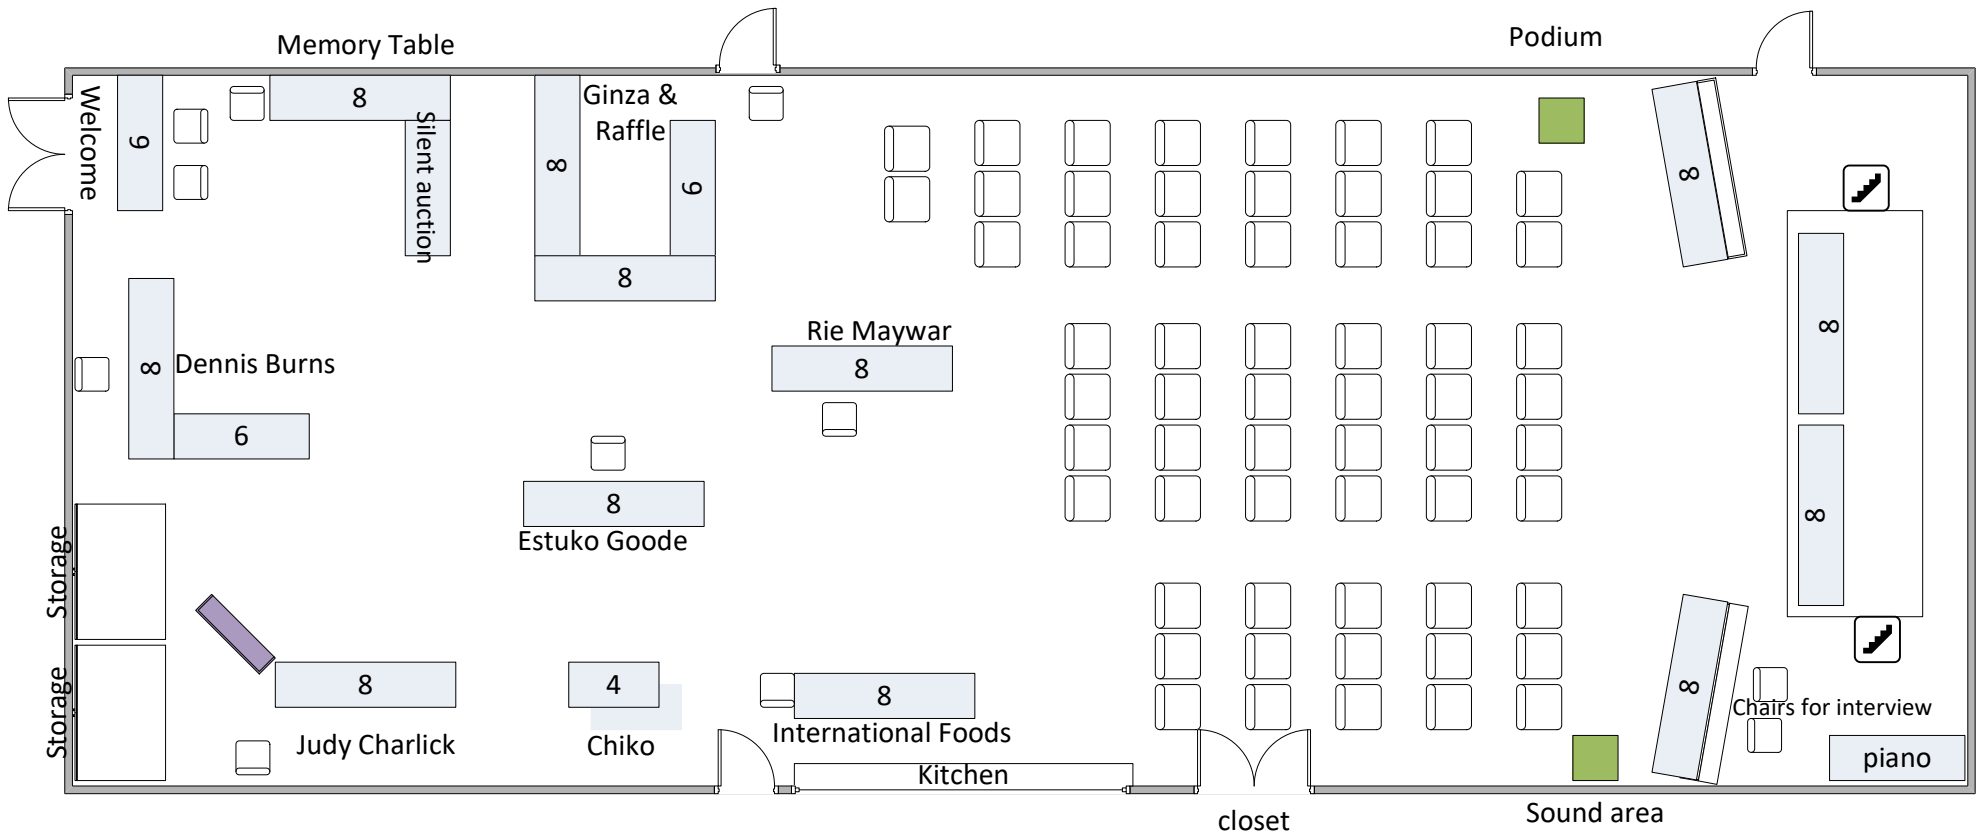 Memory Table
Podium
Welcome
6
8
Silent auction
8
Ginza &
Raffle
6
8
8
8
Dennis Burns
6
Rie Maywar
8
8
Estuko Goode
8
8
Storage
Storage
8
Judy Charlick
4
Chiko
8
International Foods
Kitchen
closet
8
Chairs for interview
piano
Sound area